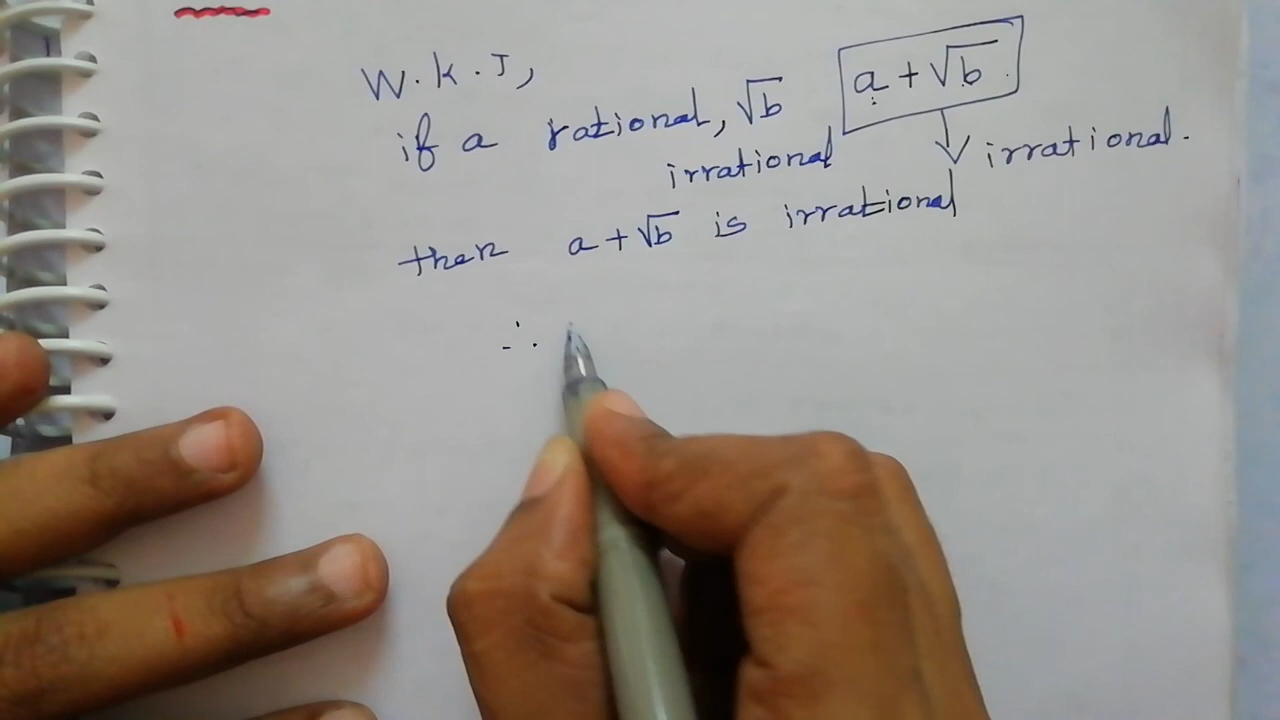 W.K.T,
if a rational, √b
irrational
then a + √b is irrational
a + √b
irrational.
∴